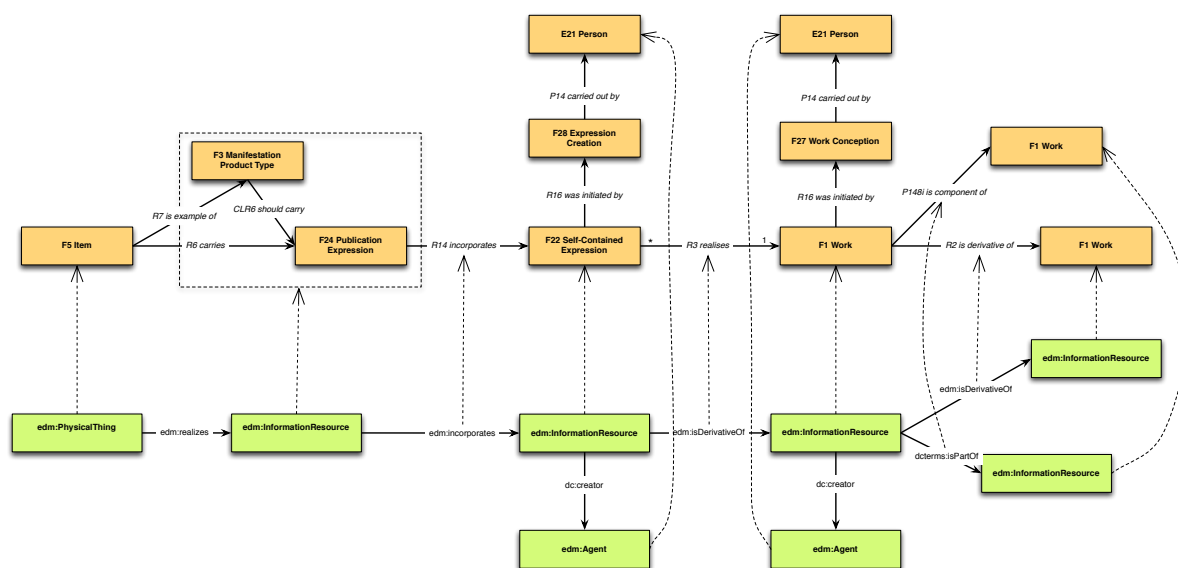 E21 Person
E21 Person
P14 carried out by
P14 carried out by
F28 Expression
Creation
F27 Work Conception
F3 Manifestation
Product Type
F1 Work
R7 is example of
CLR6 should carry
R16 was initiated by
R16 was initiated by
P148i is component of
F5 Item
R6 carries
F24 Publication
Expression
R14 incorporates
F22 Self-Contained
Expression
*
R3 realises
1
F1 Work
R2 is derivative of
F1 Work
edm:InformationResource
edm:isDerivativeOf
edm:PhysicalThing
edm:realizes
edm:InformationResource
edm:incorporates
edm:InformationResource
edm:isDerivativeOf
edm:InformationResource
dcterms:isPartOf
edm:InformationResource
dc:creator
dc:creator
edm:Agent
edm:Agent